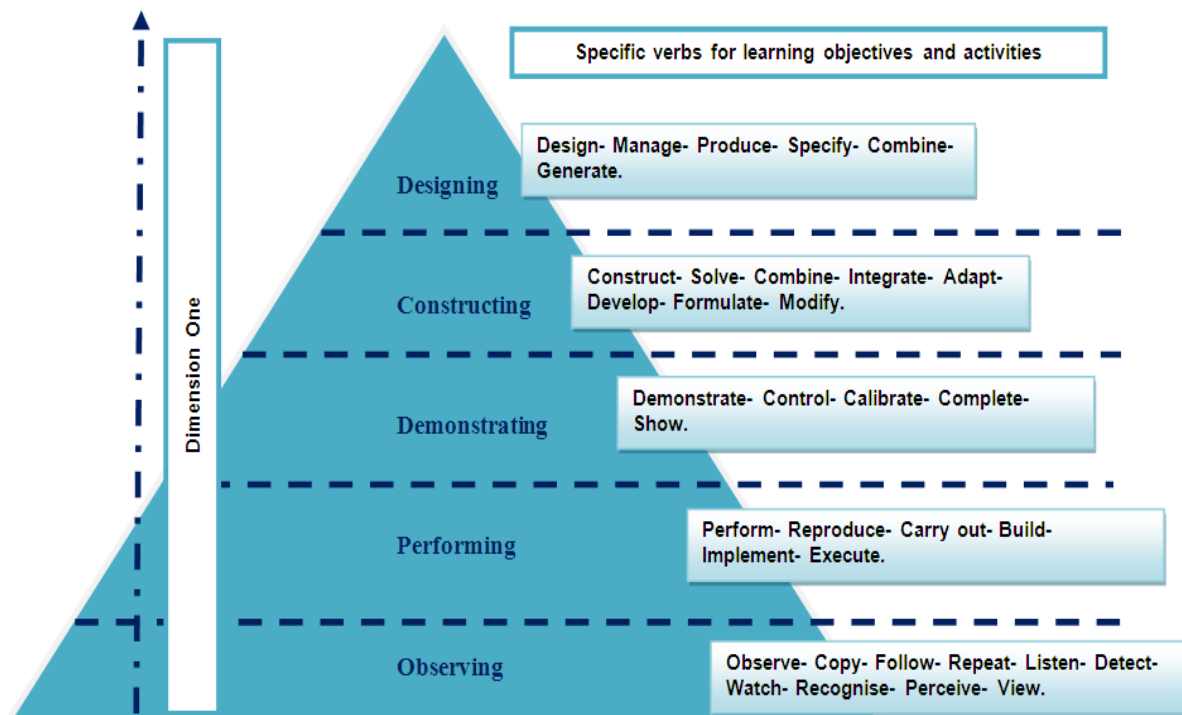 Specific verbs for learning objectives and activities
Design- Manage- Produce- Specify- Combine-
Generate.
Designing
Construct- Solve- Combine- Integrate- Adapt-
Develop- Formulate- Modify.
Constructing
Dimension One
Demonstrate- Control- Calibrate- Complete-
Show.
Demonstrating
Perform- Reproduce- Carry out- Build-
Implement- Execute.
Performing
Observe- Copy- Follow- Repeat- Listen- Detect-
Watch- Recognise- Perceive- View.
Observing